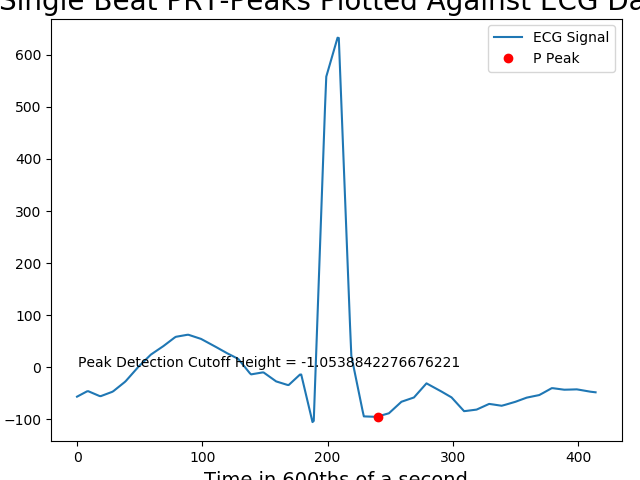 Single Beat PRT-Peaks Plotted Against ECG Da
ECG Signal
P Peak
600
500
400
300
200
100
0
−100
Peak Detection Cutoff Height = -1.0538842276676221
0 100 200 300 400
Time in 600ths of a second